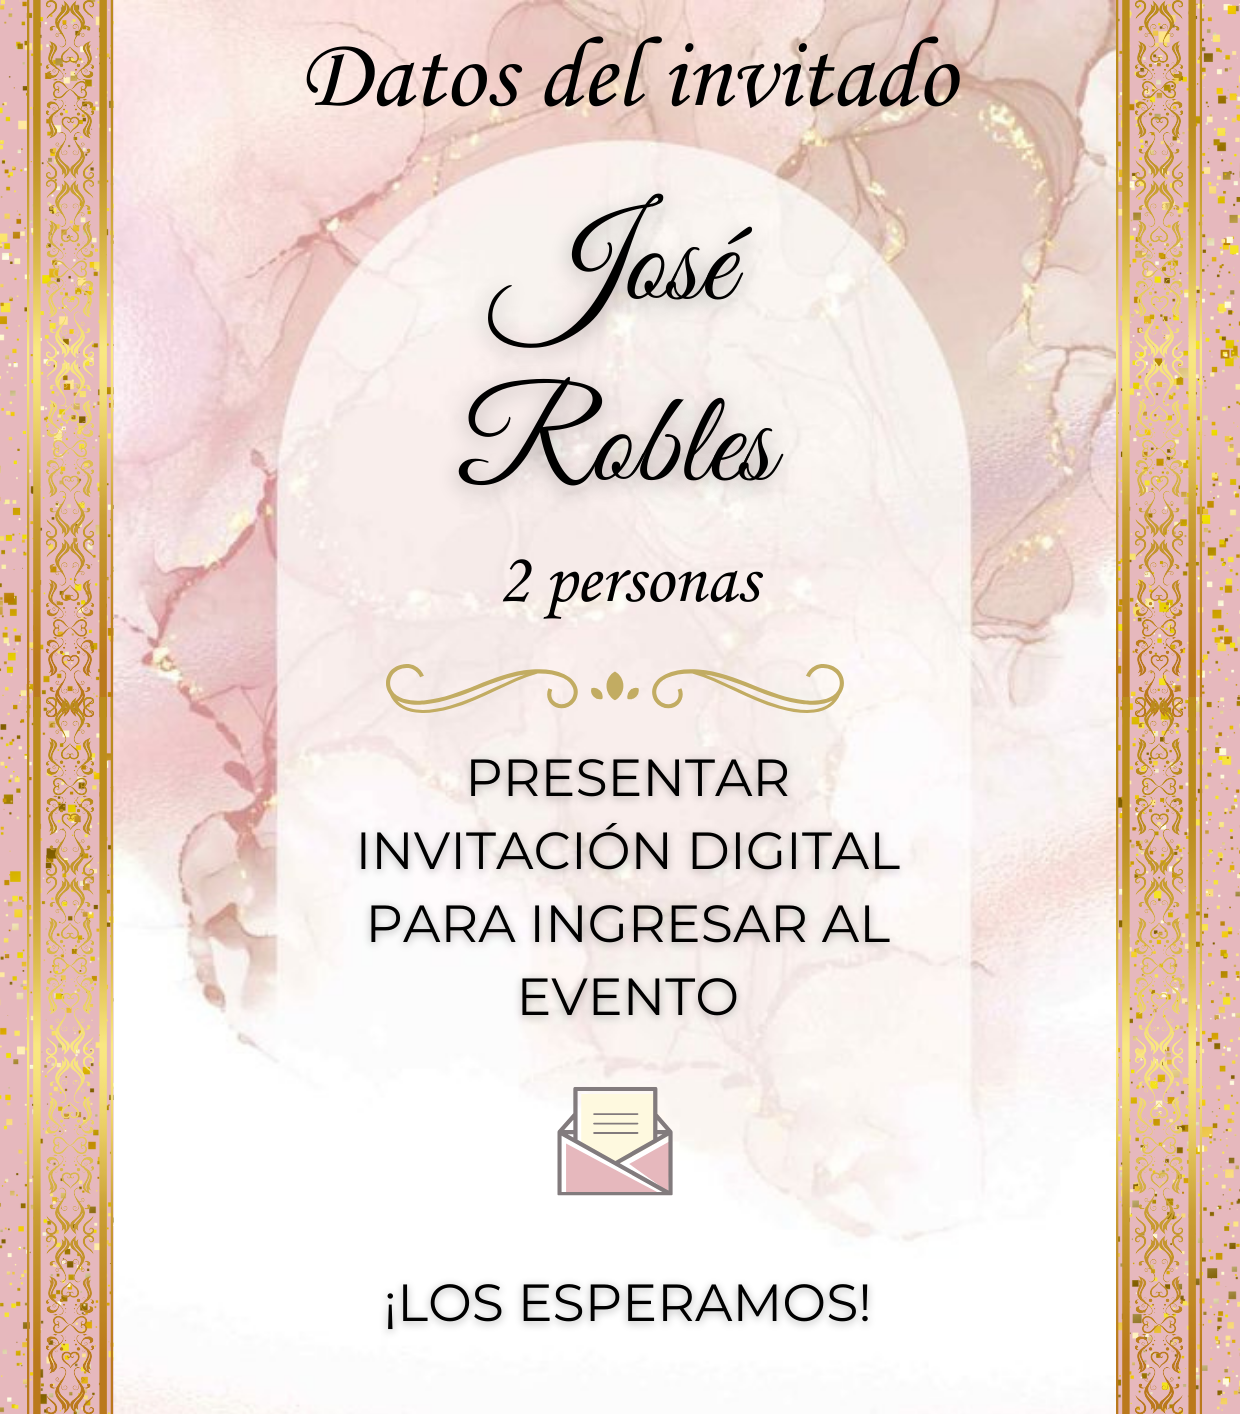 Datos del invitado
José
Robles
2 personas
PRESENTAR
INVITACIÓN DIGITAL
PARA INGRESAR AL
EVENTO
¡LOS ESPERAMOS!